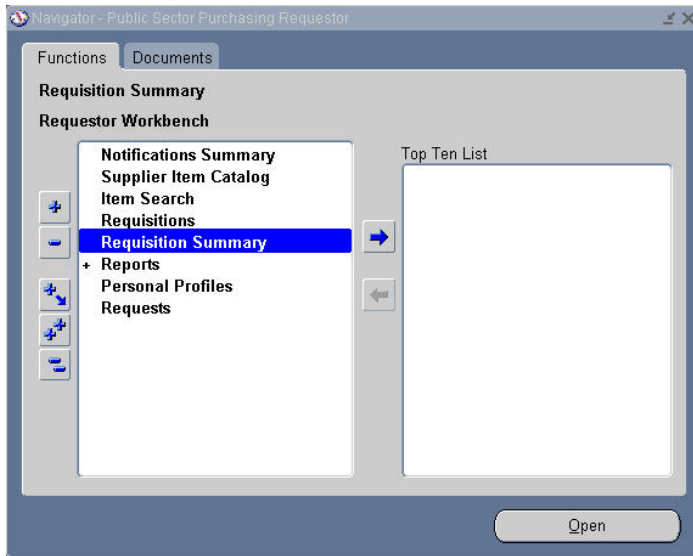 Navigator - Public Sector Purchasing Requestor
Functions
Documents
Requisition Summary
Requestor Workbench
Notifications Summary
Supplier Item Catalog
Item Search
Requisitions
Requisition Summary
+ Reports
Personal Profiles
Requests
Top Ten List
Open